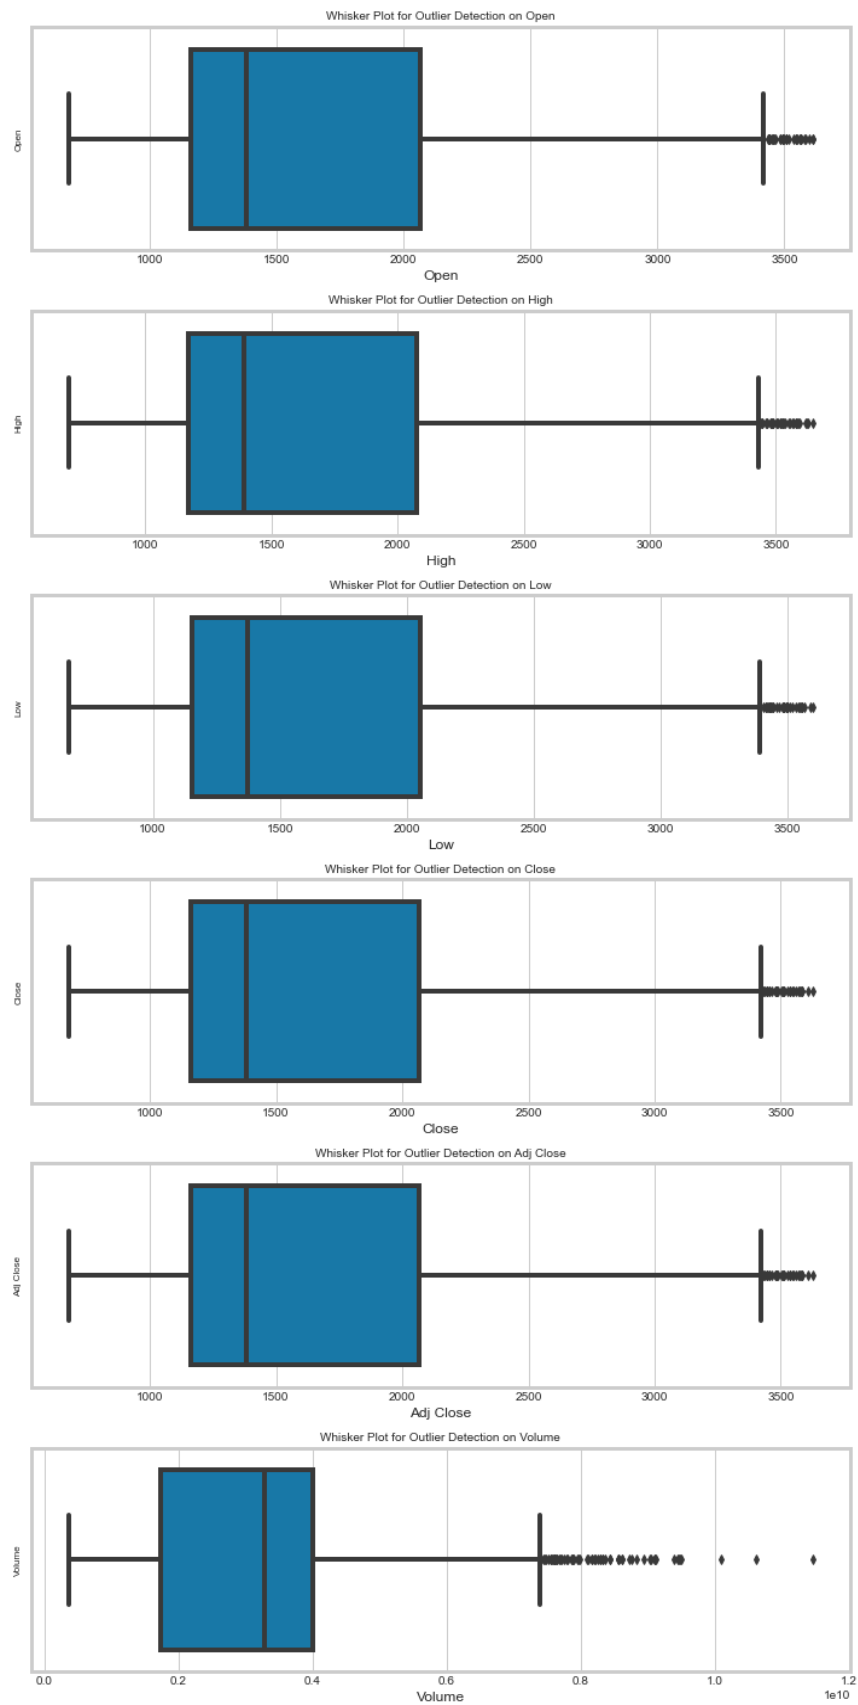 Whisker Plot for Outlier Detection on Open
Open
1000 1500 2000 2500 3000 3500
Open
Whisker Plot for Outlier Detection on High
High
1000 1500 2000 2500 3000 3500
High
Whisker Plot for Outlier Detection on Low
Low
1000 1500 2000 2500 3000 3500
Low
Whisker Plot for Outlier Detection on Close
Close
1000 1500 2000 2500 3000 3500
Close
Whisker Plot for Outlier Detection on Adj Close
Adj Close
1000 1500 2000 2500 3000 3500
Adj Close
Whisker Plot for Outlier Detection on Volume
Volume
0.0 0.2 0.4 0.6 0.8 1.0 1.2
1e10
Volume